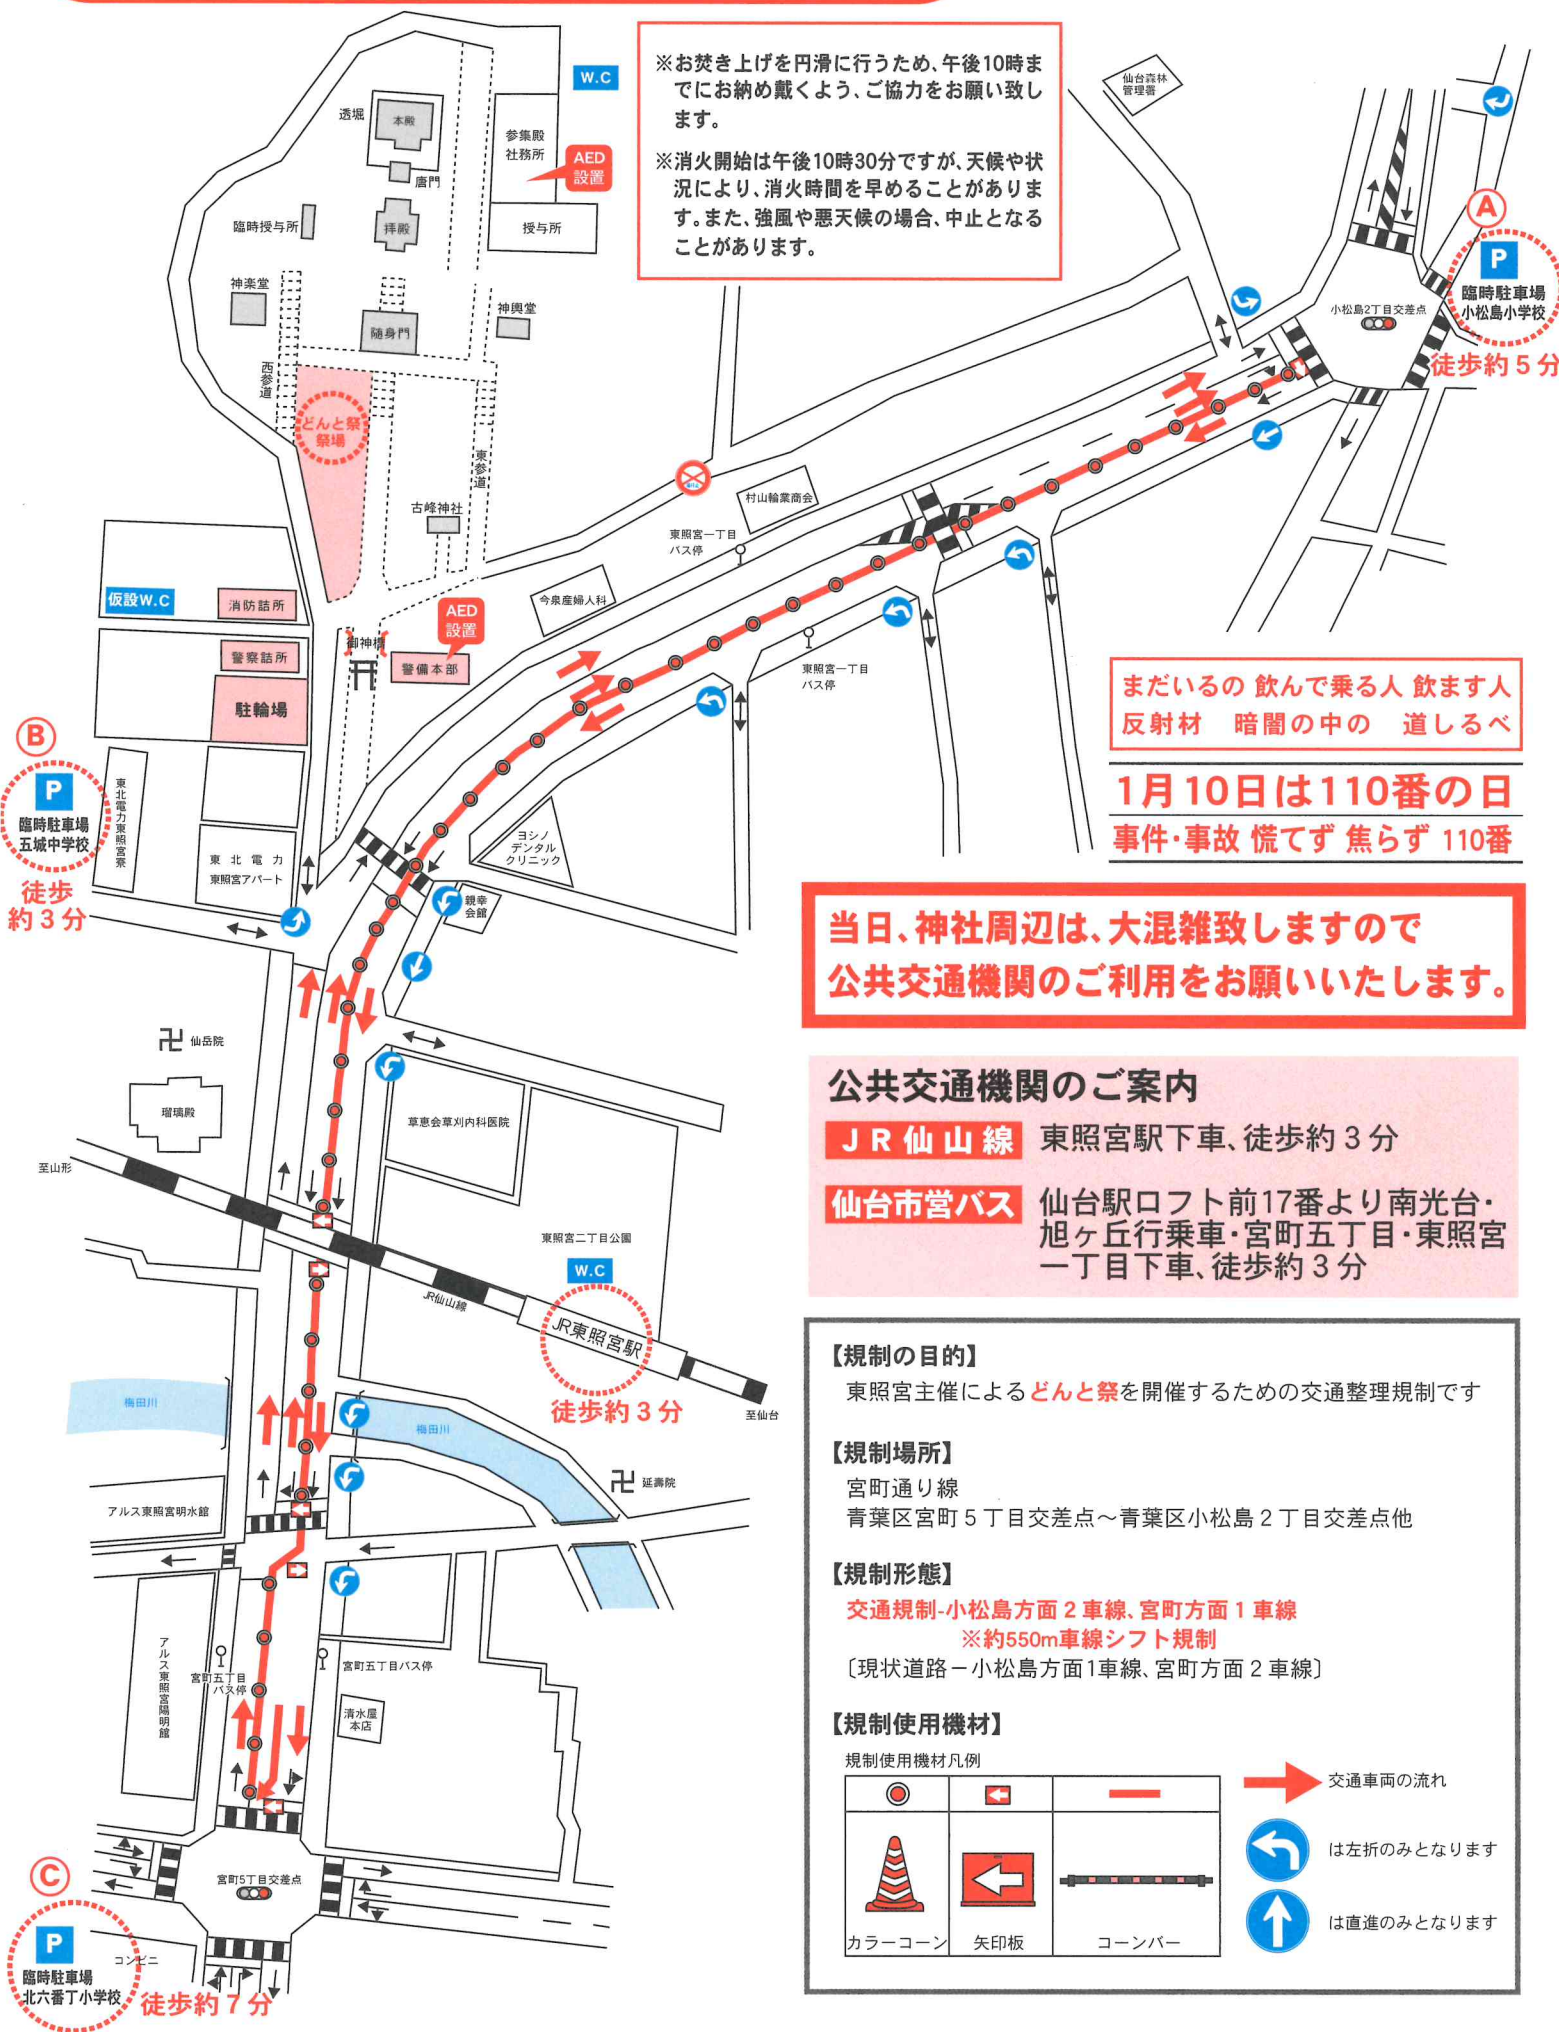 ※お焚き上げを円滑に行うため、午後10時ま
でにお納め戴くよう、ご協力をお願い致し
ます。
※消火開始は午後10時30分ですが、天候や状
況により、消火時間を早めることがありま
す。また、強風や悪天候の場合、中止となる
ことがあります。
W.C
仙台森林
管理署
透塀
本殿
唐門
参集殿
社務所
AED
設置
授与所
臨時授与所
拝殿
神楽堂
神輿堂
随身門
西参道
東参道
どんと祭
祭場
古峰神社
A
P
臨時駐車場
小松島小学校
徒歩約5分
小松島2丁目交差点
村山輪業商会
東照宮一丁目
バス停
今泉産婦人科
東照宮一丁目
バス停
仮設W.C
消防詰所
警察詰所
駐輪場
御神橋
AED
設置
警備本部
B
P
臨時駐車場
五城中学校
徒歩
約3分
東北電力東照宮寮
東北電力
東照宮アパート
ヨシノ
デンタル
クリニック
親幸
会館
まだいるの 飲んで乗る人 飲ます人
反射材 暗闇の中の 道しるべ
1月10日は110番の日
事件・事故 慌てず 焦らず 110番
当日、神社周辺は、大混雑致しますので
公共交通機関のご利用をお願いいたします。
卍 仙岳院
瑠璃殿
草恵会草刈内科医院
至山形
東照宮二丁目公園
W.C
JR仙山線
JR東照宮駅
徒歩約3分
至仙台
梅田川
梅田川
卍 延壽院
公共交通機関のご案内
JR仙山線 東照宮駅下車、徒歩約3分
仙台市営バス 仙台駅ロフト前17番より南光台・
旭ヶ丘行乗車・宮町五丁目・東照宮
一丁目下車、徒歩約3分
アルス東照宮明水館
アルス東照宮陽明館
宮町五丁目
バス停
宮町五丁目バス停
清水屋
本店
宮町5丁目交差点
C
P
臨時駐車場
北六番丁小学校
徒歩約7分
コンビニ
【規制の目的】
東照宮主催によるどんと祭を開催するための交通整理規制です
【規制場所】
宮町通り線
青葉区宮町5丁目交差点～青葉区小松島2丁目交差点他
【規制形態】
交通規制-小松島方面2車線、宮町方面1車線
※約550m車線シフト規制
〔現状道路－小松島方面1車線、宮町方面2車線〕
【規制使用機材】
規制使用機材凡例
カラーコーン
矢印板
コーンバー
交通車両の流れ
は左折のみとなります
は直進のみとなります